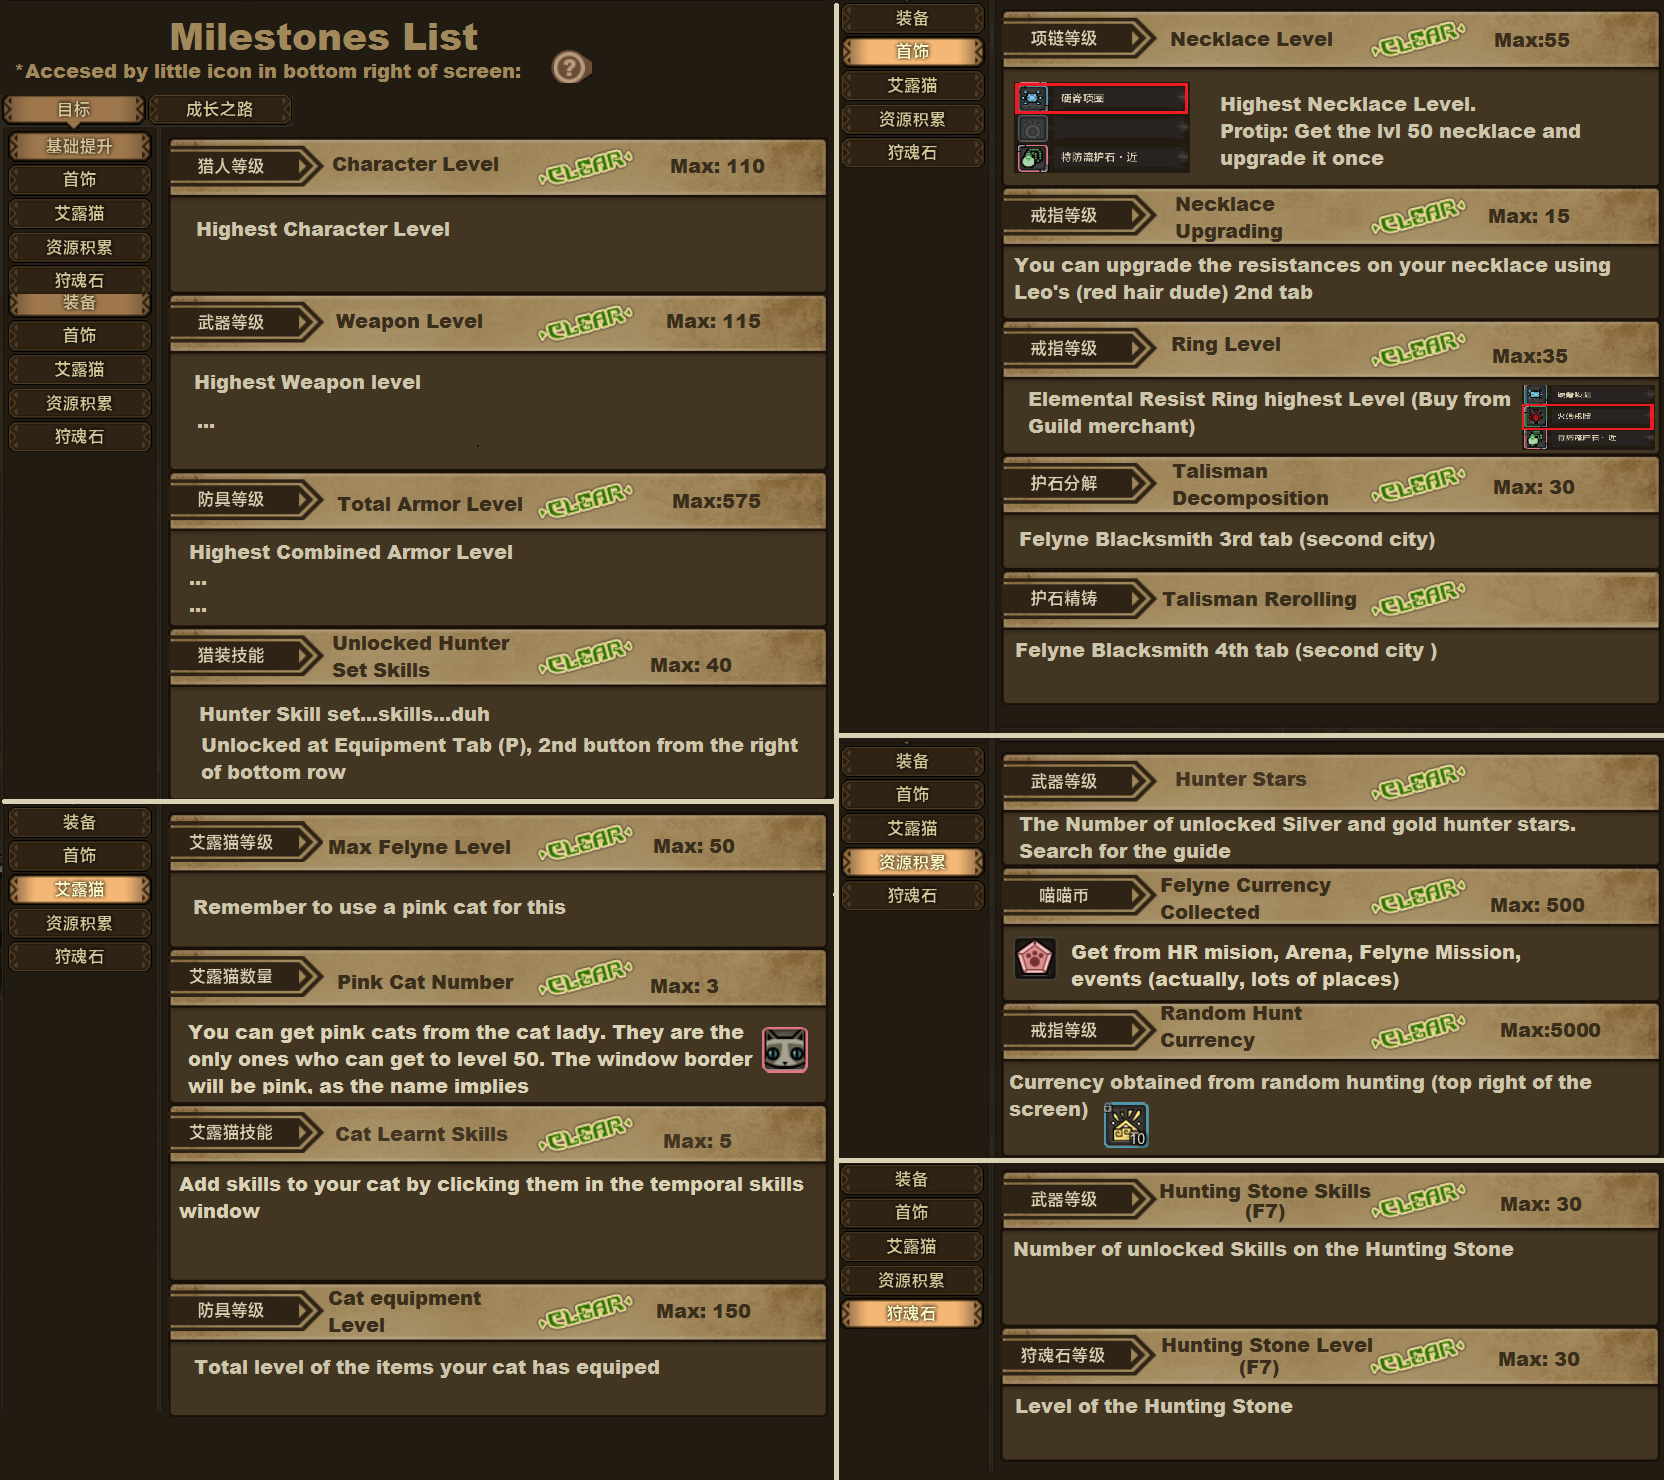 Milestones List
*Accesed by little icon in bottom right of screen:
?
目标
成长之路
基础提升
首饰
艾露猫
资源积累
狩魂石
装备
首饰
艾露猫
资源积累
狩魂石
猎人等级
Character Level
CLEAR
Max: 110
Highest Character Level
武器等级
Weapon Level
CLEAR
Max: 115
Highest Weapon level
...
防具等级
Total Armor Level
CLEAR
Max:575
Highest Combined Armor Level
...
...
猎装技能
Unlocked Hunter
Set Skills
CLEAR
Max: 40
Hunter Skill set...skills...duh
Unlocked at Equipment Tab (P), 2nd button from the right
of bottom row
装备
首饰
艾露猫
资源积累
狩魂石
艾露猫等级
Max Felyne Level
CLEAR
Max: 50
Remember to use a pink cat for this
艾露猫数量
Pink Cat Number
CLEAR
Max: 3
You can get pink cats from the cat lady. They are the
only ones who can get to level 50. The window border
will be pink, as the name implies
艾露猫技能
Cat Learnt Skills
CLEAR
Max: 5
Add skills to your cat by clicking them in the temporal skills
window
防具等级
Cat equipment
Level
CLEAR
Max: 150
Total level of the items your cat has equiped
装备
首饰
艾露猫
资源积累
狩魂石
项链等级
Necklace Level
CLEAR
Max:55
硬脊项圈
特防流护石·近
Highest Necklace Level.
Protip: Get the lvl 50 necklace and
upgrade it once
戒指等级
Necklace
Upgrading
CLEAR
Max: 15
You can upgrade the resistances on your necklace using
Leo's (red hair dude) 2nd tab
戒指等级
Ring Level
CLEAR
Max:35
Elemental Resist Ring highest Level (Buy from
Guild merchant)
护石分解
Talisman
Decomposition
CLEAR
Max: 30
Felyne Blacksmith 3rd tab (second city)
护石精铸
Talisman Rerolling
CLEAR
Felyne Blacksmith 4th tab (second city )
装备
首饰
艾露猫
资源积累
狩魂石
武器等级
Hunter Stars
CLEAR
The Number of unlocked Silver and gold hunter stars.
Search for the guide
喵喵币
Felyne Currency
Collected
CLEAR
Max: 500
Get from HR mision, Arena, Felyne Mission,
events (actually, lots of places)
戒指等级
Random Hunt
Currency
CLEAR
Max:5000
Currency obtained from random hunting (top right of the
screen)
10
装备
首饰
艾露猫
资源积累
狩魂石
武器等级
Hunting Stone Skills
(F7)
CLEAR
Max: 30
Number of unlocked Skills on the Hunting Stone
狩魂石等级
Hunting Stone Level
(F7)
CLEAR
Max: 30
Level of the Hunting Stone